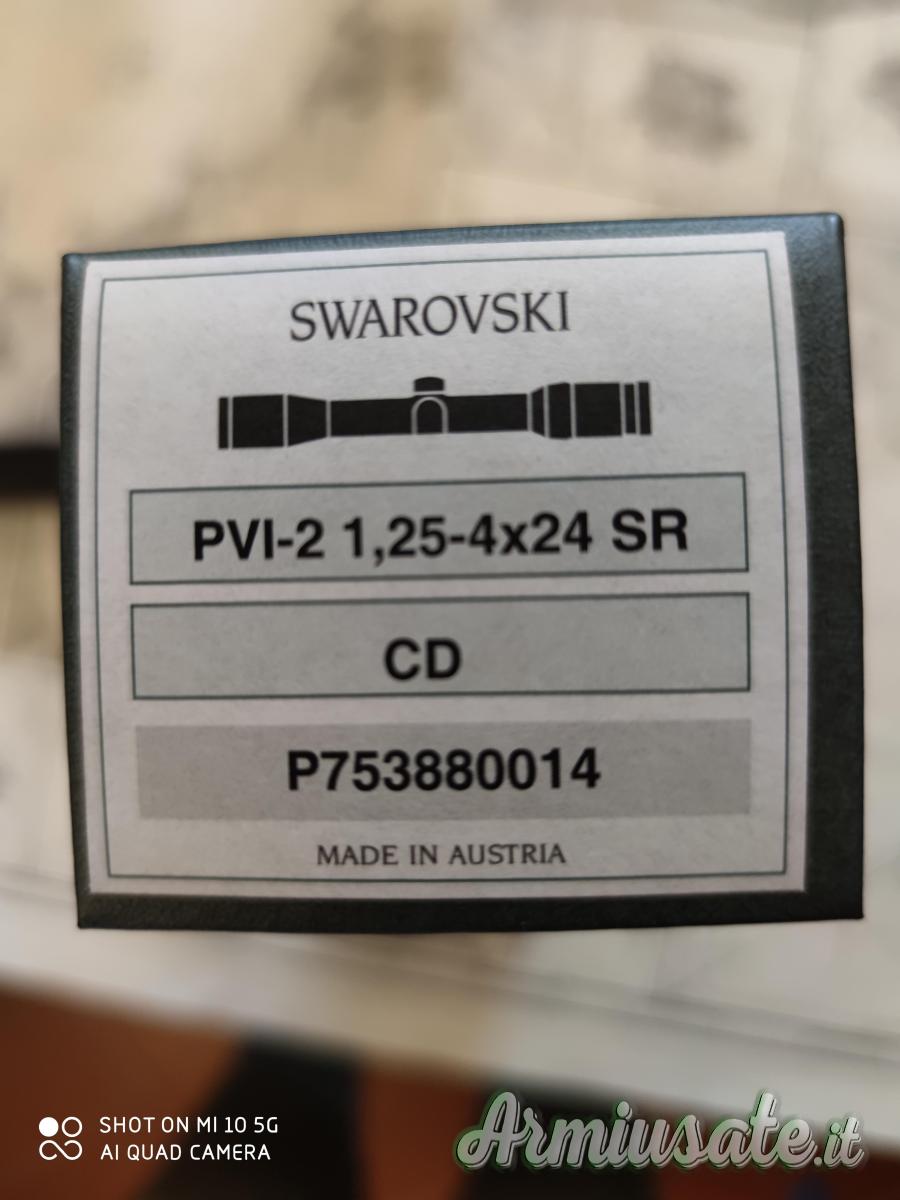 SWAROVSKI
PVI-2 1,25-4x24 SR
CD
P753880014
MADE IN AUSTRIA
SHOT ON MI 10 5G
AI QUAD CAMERA
Armiusate.it